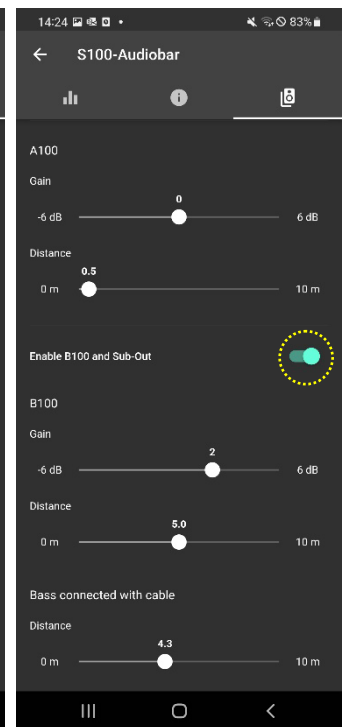 14:24 83%
S100-Audiobar
A100
Gain
0
-6 dB 6 dB
Distance
0.5
0 m 10 m
Enable B100 and Sub-Out
B100
Gain
2
-6 dB 6 dB
Distance
5.0
0 m 10 m
Bass connected with cable
Distance
4.3
0 m 10 m